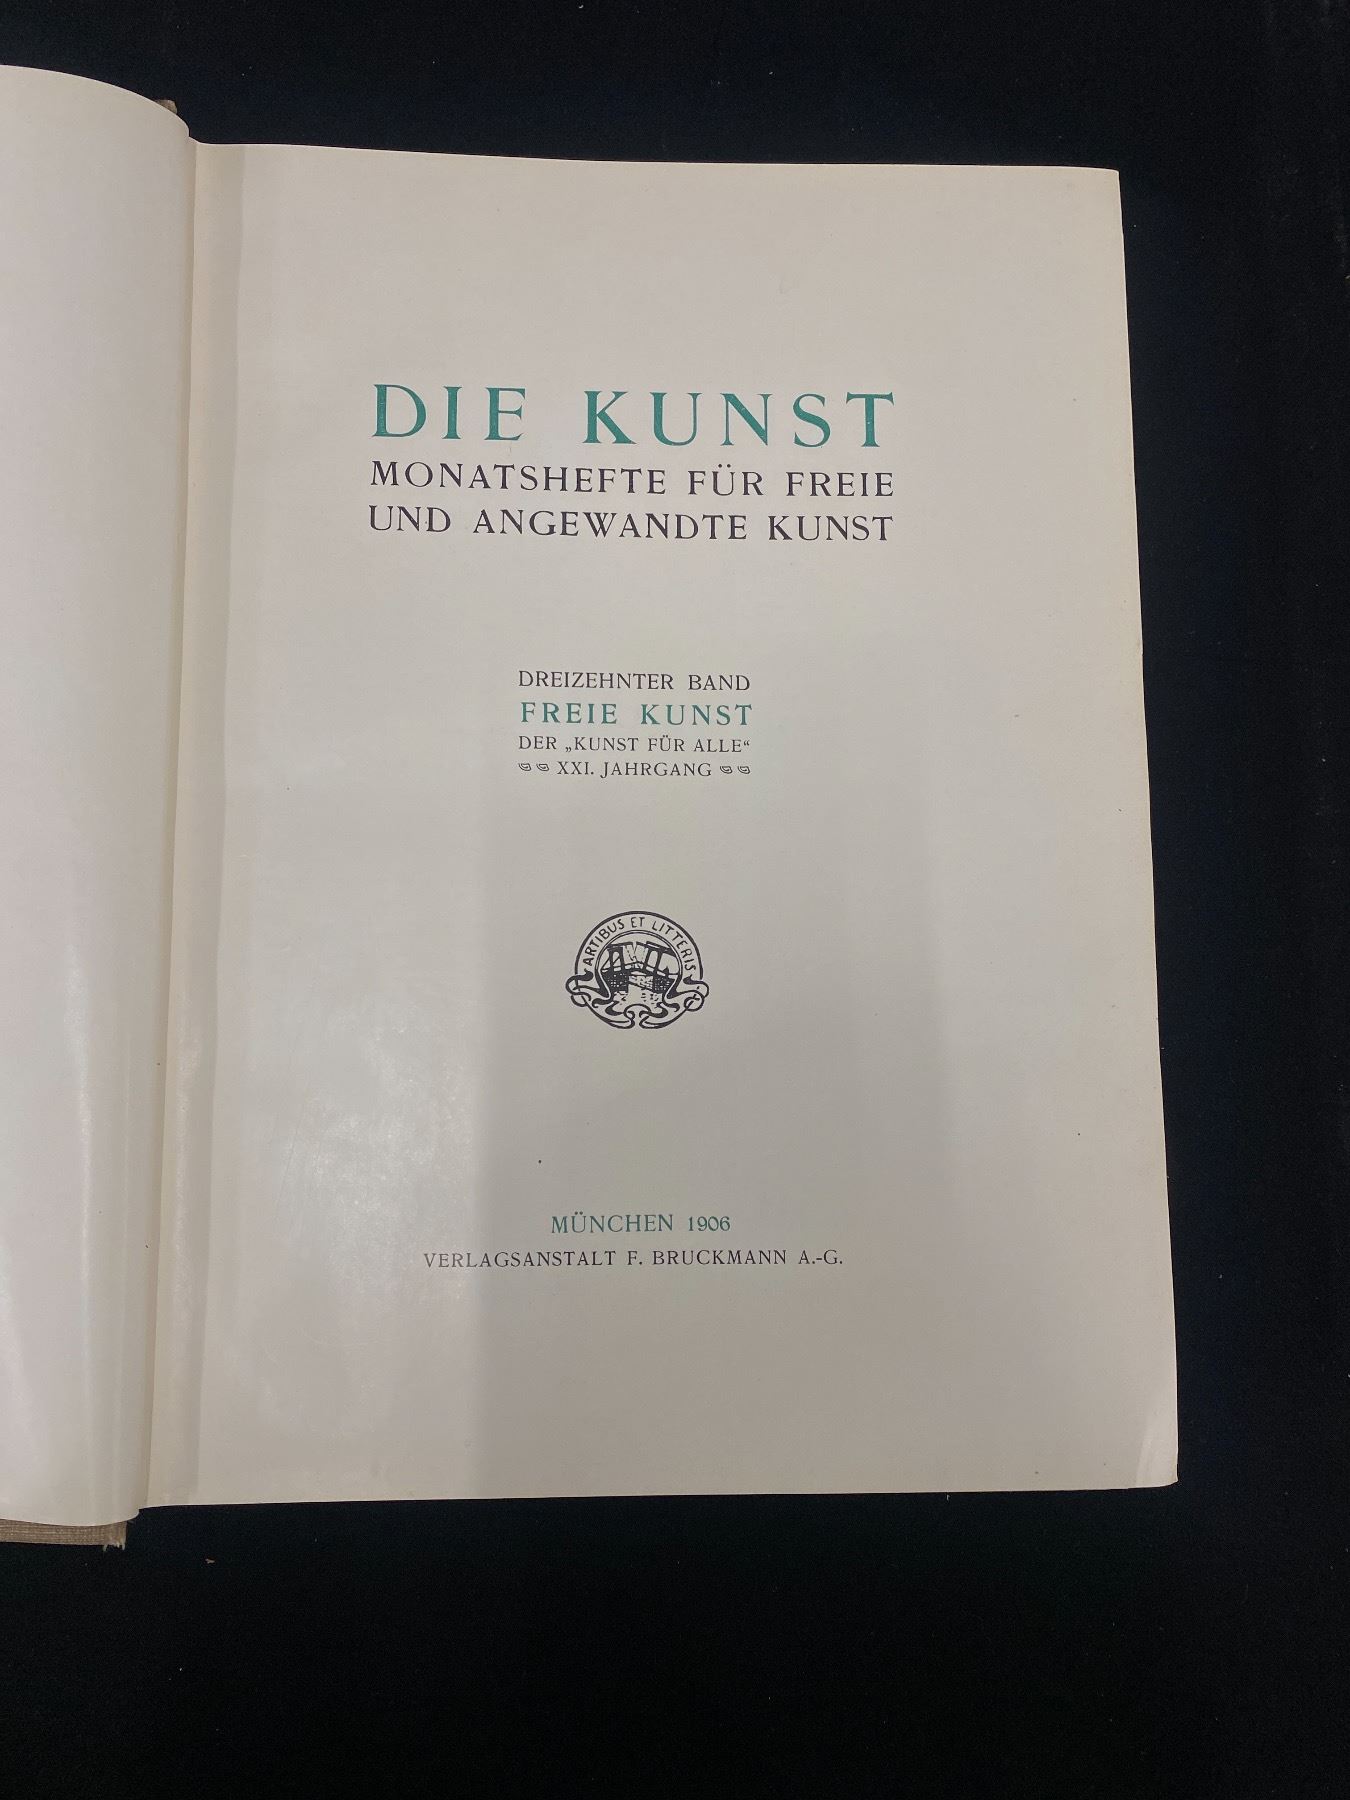 DIE KUNST
MONATSHEFTE FÜR FREIE
UND ANGEWANDTE KUNST
DREIZEHNTER BAND
FREIE KUNST
DER „KUNST FÜR ALLE“
XXI. JAHRGANG
ARTIBUS ET LITTERIS
MÜNCHEN 1906
VERLAGSANSTALT F. BRUCKMANN A.-G.